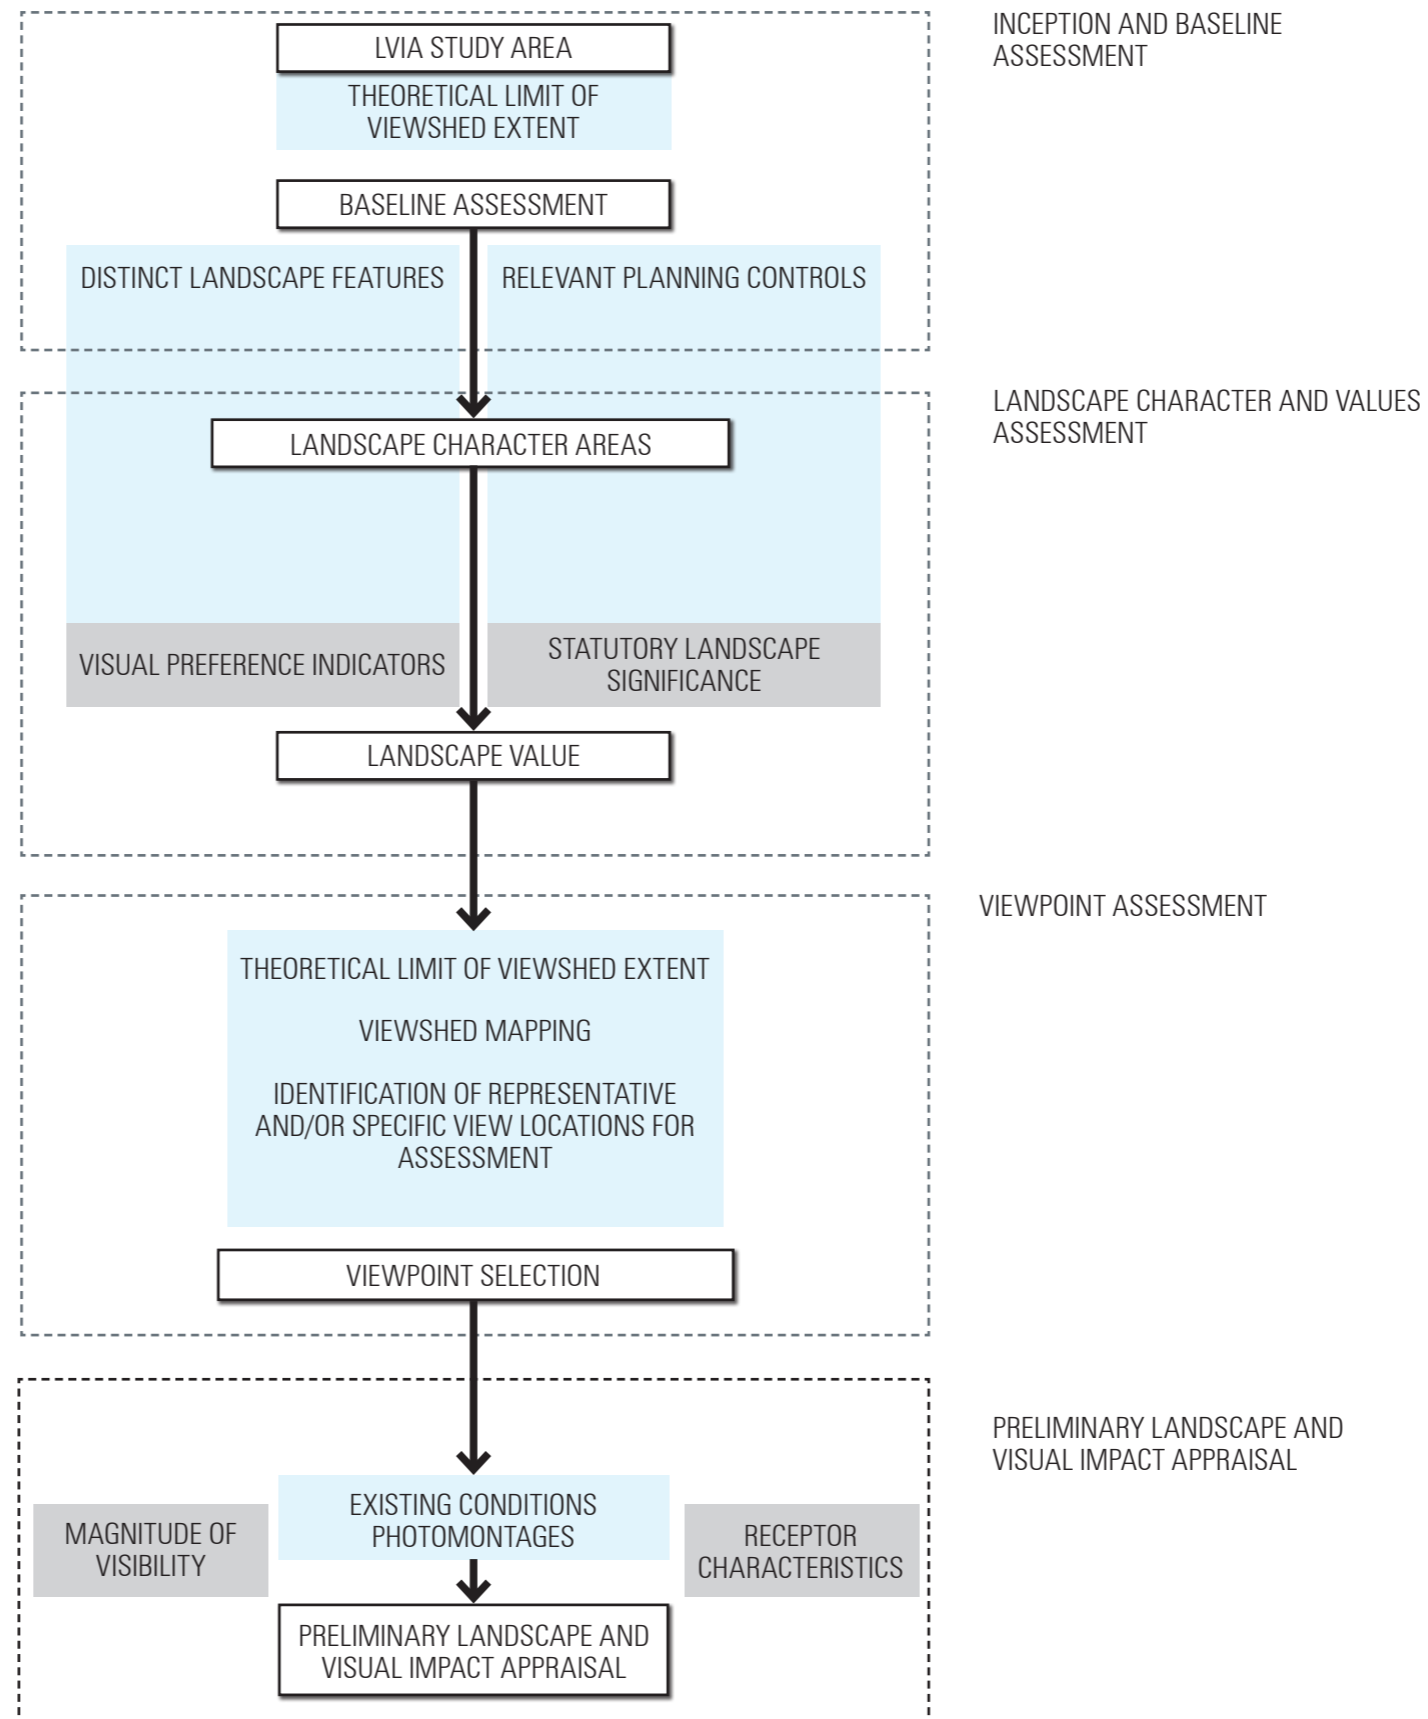 INCEPTION AND BASELINE
ASSESSMENT
LVIA STUDY AREA
THEORETICAL LIMIT OF
VIEWSHED EXTENT
BASELINE ASSESSMENT
DISTINCT LANDSCAPE FEATURES
RELEVANT PLANNING CONTROLS
LANDSCAPE CHARACTER AND VALUES
ASSESSMENT
LANDSCAPE CHARACTER AREAS
VISUAL PREFERENCE INDICATORS
STATUTORY LANDSCAPE
SIGNIFICANCE
LANDSCAPE VALUE
VIEWPOINT ASSESSMENT
THEORETICAL LIMIT OF VIEWSHED EXTENT
VIEWSHED MAPPING
IDENTIFICATION OF REPRESENTATIVE
AND/OR SPECIFIC VIEW LOCATIONS FOR
ASSESSMENT
VIEWPOINT SELECTION
PRELIMINARY LANDSCAPE AND
VISUAL IMPACT APPRAISAL
EXISTING CONDITIONS
PHOTOMONTAGES
MAGNITUDE OF
VISIBILITY
RECEPTOR
CHARACTERISTICS
PRELIMINARY LANDSCAPE AND
VISUAL IMPACT APPRAISAL